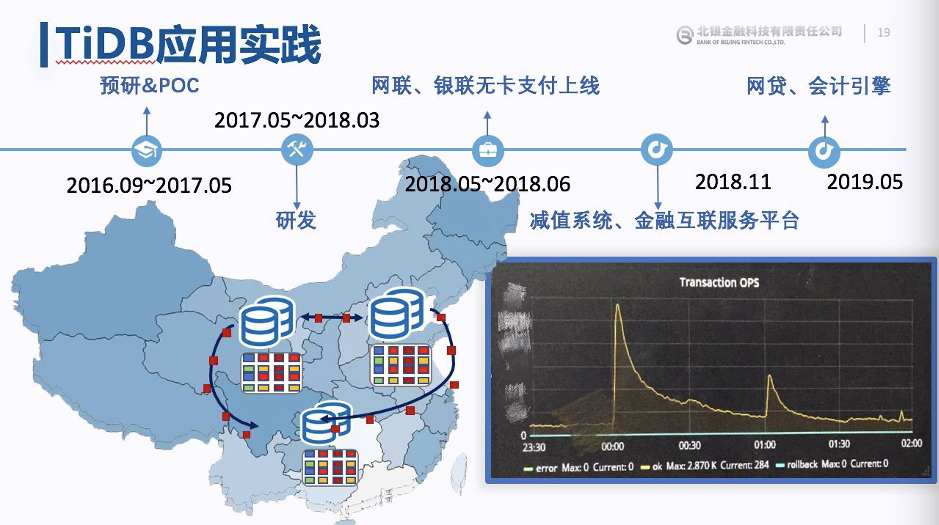 TiDB应用实践
北银金融科技有限责任公司
BANK OF BEIJING FINTECH CO.,LTD.
19
预研&POC
网联、银联无卡支付上线
网贷、会计引擎
2017.05~2018.03
2016.09~2017.05
2018.05~2018.06
2018.11
2019.05
研发
减值系统、金融互联服务平台
Transaction OPS
0
23:30
00:00
00:30
01:00
01:30
02:00
error Max: 0 Current: 0
ok Max: 2.870 K Current: 284
rollback Max: 0 Current: 0